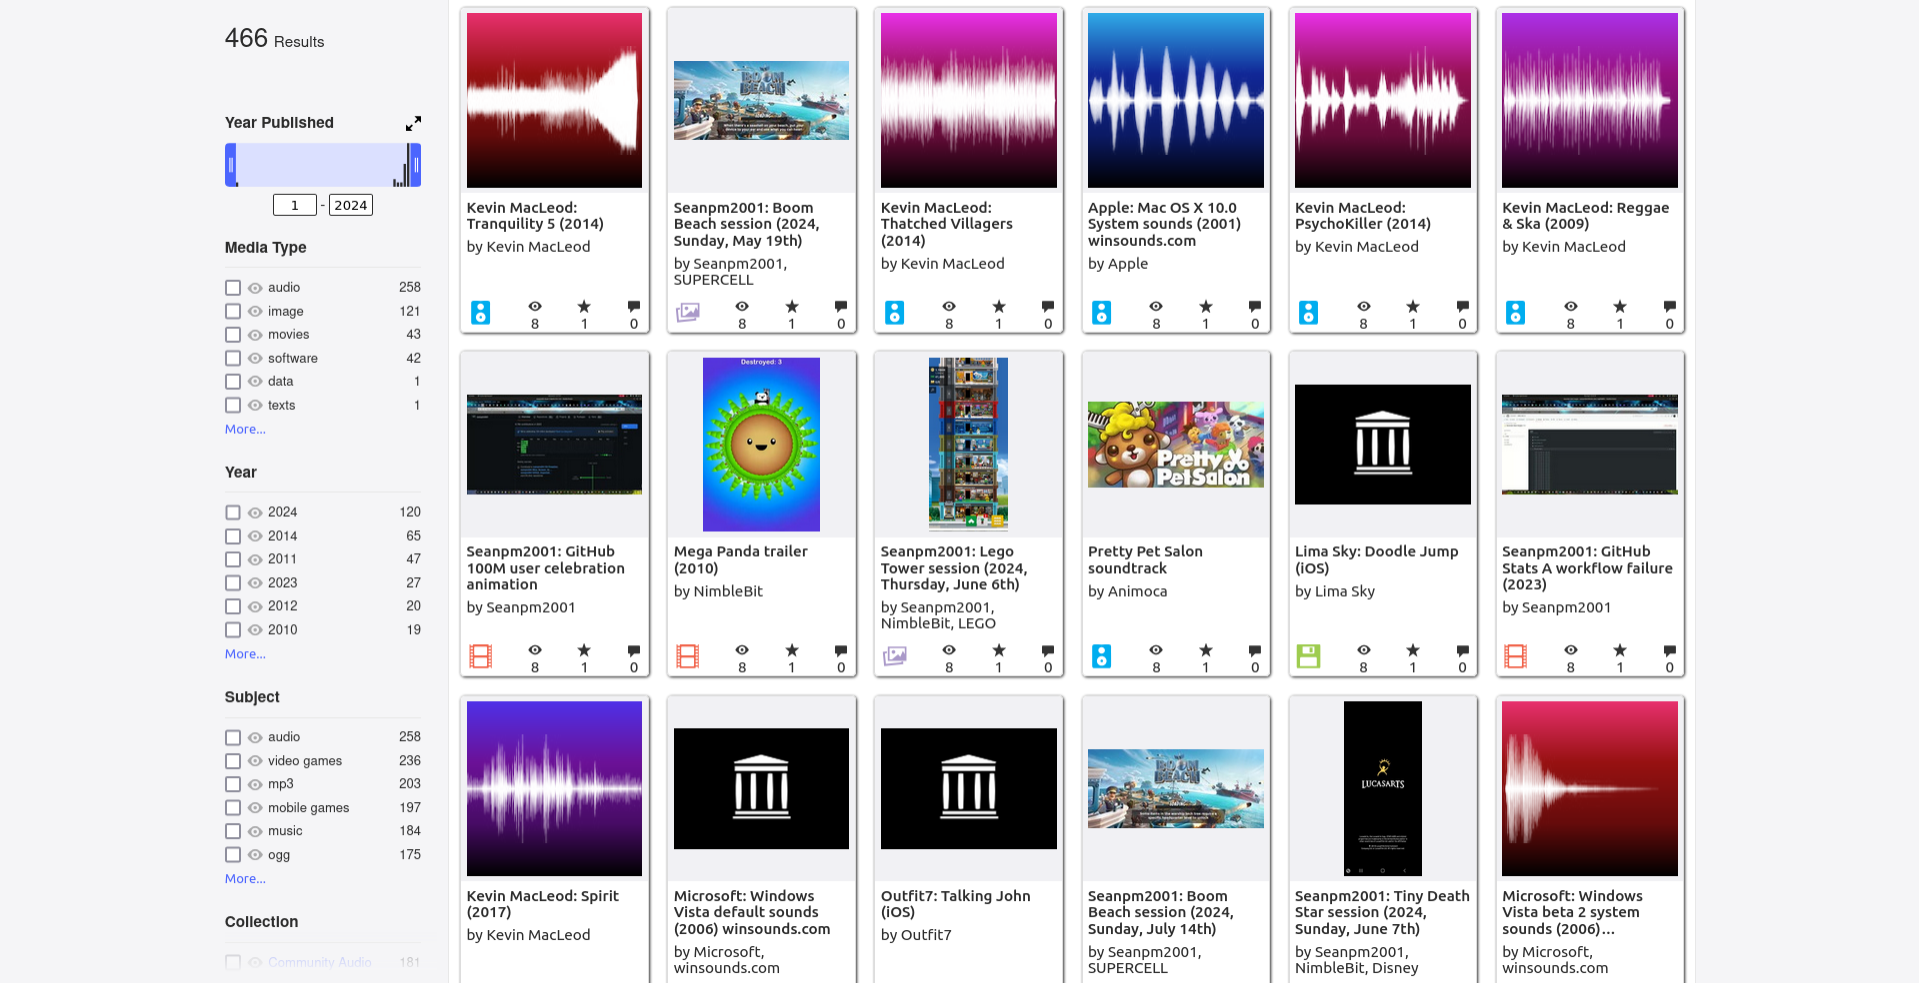 466 Results
Year Published
1 - 2024
Media Type
audio 258
image 121
movies 43
software 42
data 1
texts 1
More...
Year
2024 120
2014 65
2011 47
2023 27
2012 20
2010 19
More...
Subject
audio 258
video games 236
mp3 203
mobile games 197
music 184
ogg 175
More...
Collection
Community Audio 181
Kevin MacLeod:
Tranquility 5 (2014)
by Kevin MacLeod
8 1 0
BOOM
BEACH
Seanpm2001: Boom
Beach session (2024,
Sunday, May 19th)
by Seanpm2001,
SUPERCELL
8 1 0
Kevin MacLeod:
Thatched Villagers
(2014)
by Kevin MacLeod
8 1 0
Apple: Mac OS X 10.0
System sounds (2001)
winsounds.com
by Apple
8 1 0
Kevin MacLeod:
PsychoKiller (2014)
by Kevin MacLeod
8 1 0
Kevin MacLeod: Reggae
& Ska (2009)
by Kevin MacLeod
8 1 0
Seanpm2001: GitHub
100M user celebration
animation
by Seanpm2001
8 1 0
Destroyed: 3
Mega Panda trailer
(2010)
by NimbleBit
8 1 0
Seanpm2001: Lego
Tower session (2024,
Thursday, June 6th)
by Seanpm2001,
NimbleBit, LEGO
8 1 0
Pretty
Pet Salon
Pretty Pet Salon
soundtrack
by Animoca
8 1 0
Lima Sky: Doodle Jump
(iOS)
by Lima Sky
8 1 0
Seanpm2001: GitHub
Stats A workflow failure
(2023)
by Seanpm2001
8 1 0
Kevin MacLeod: Spirit
(2017)
by Kevin MacLeod
Microsoft: Windows
Vista default sounds
(2006) winsounds.com
by Microsoft,
winsounds.com
Outfit7: Talking John
(iOS)
by Outfit7
BOOM
BEACH
Seanpm2001: Boom
Beach session (2024,
Sunday, July 14th)
by Seanpm2001,
SUPERCELL
LUCASARTS
Seanpm2001: Tiny Death
Star session (2024,
Sunday, June 7th)
by Seanpm2001,
NimbleBit, Disney
Microsoft: Windows
Vista beta 2 system
sounds (2006)...
by Microsoft,
winsounds.com